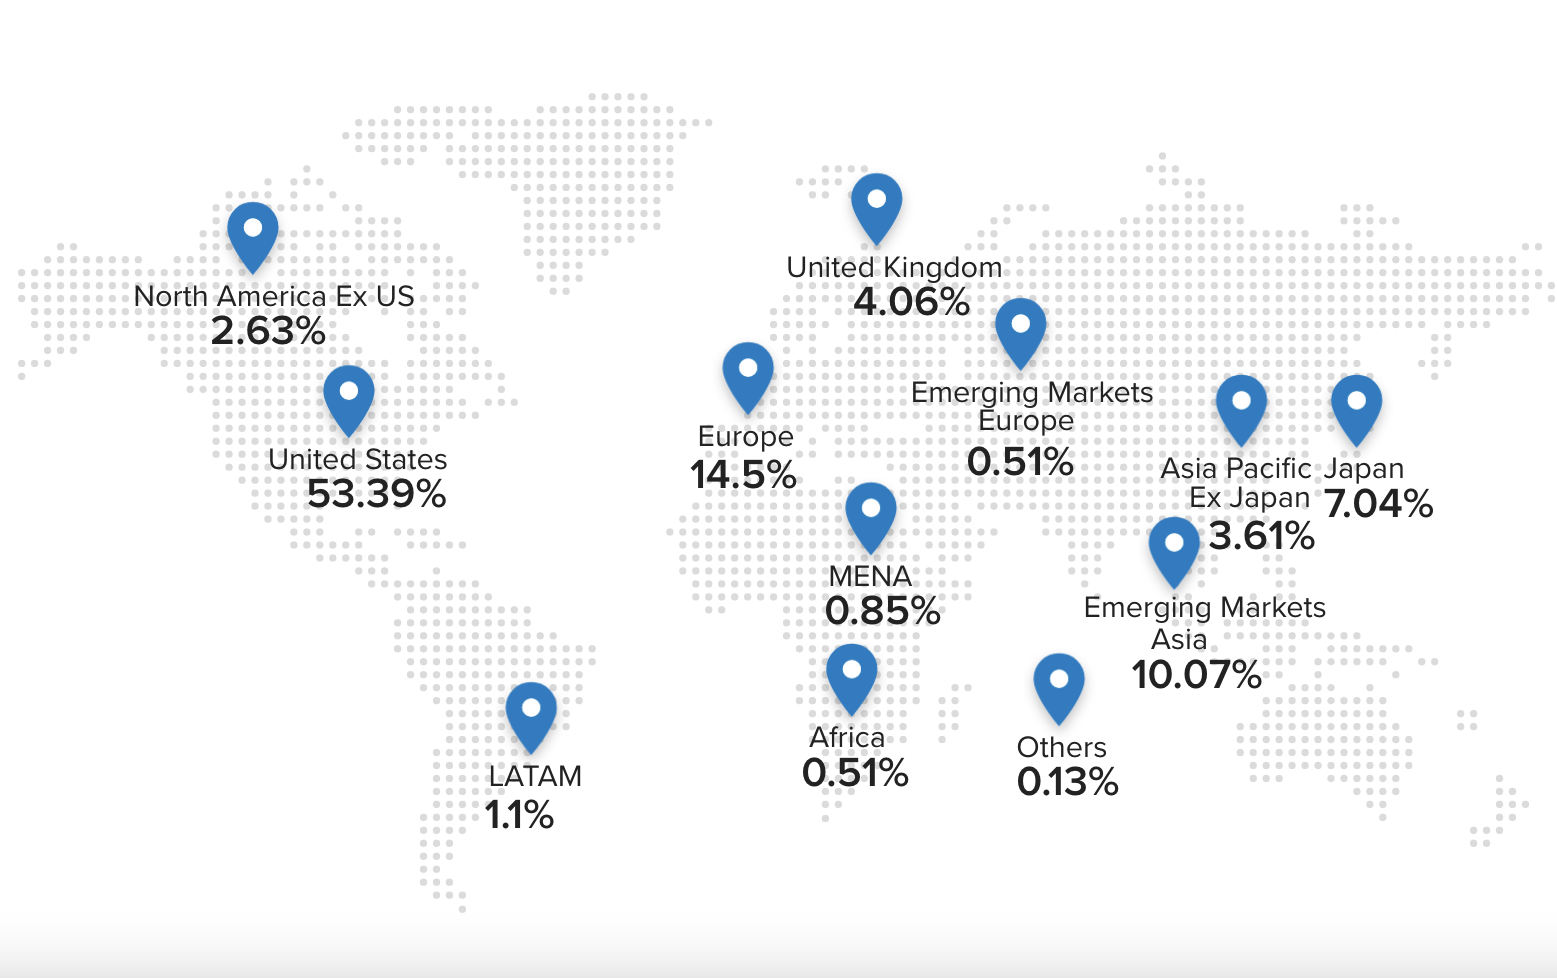 North America Ex US
2.63%
United States
53.39%
LATAM
1.1%
United Kingdom
4.06%
Europe
14.5%
Emerging Markets
Europe
0.51%
MENA
0.85%
Africa
0.51%
Asia Pacific
Ex Japan
3.61%
Japan
7.04%
Emerging Markets
Asia
10.07%
Others
0.13%